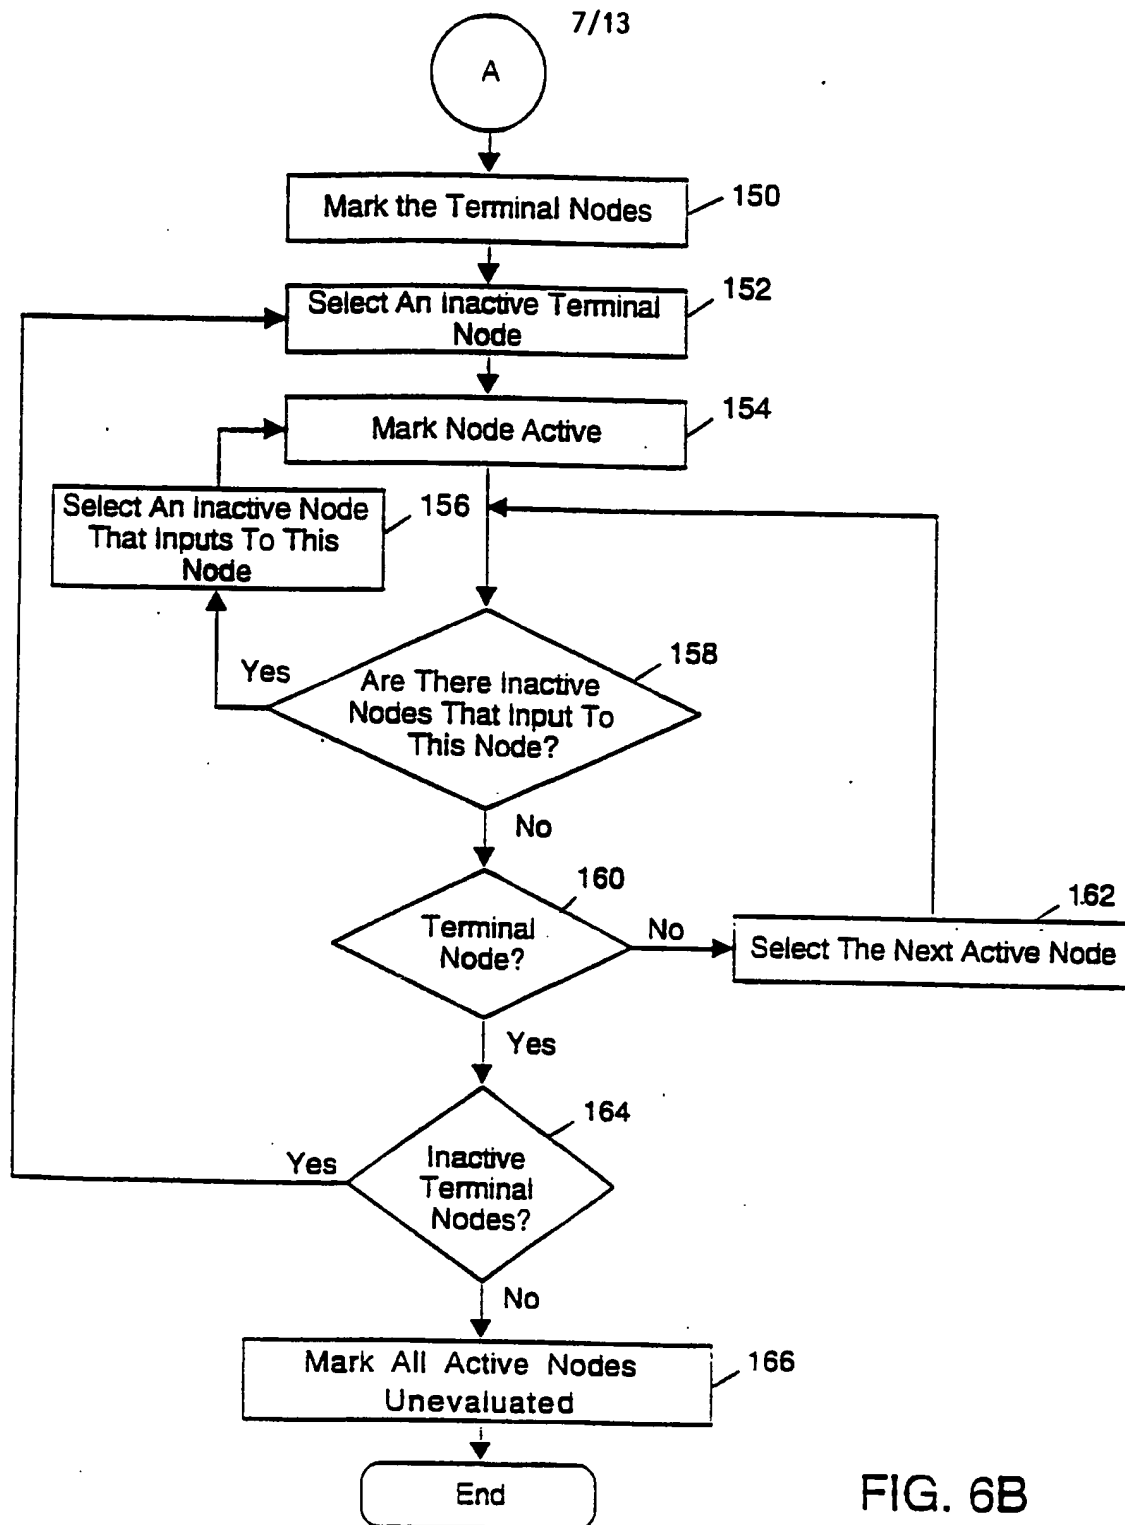 7/13
A
Mark the Terminal Nodes
150
Select An Inactive Terminal
Node
152
Mark Node Active
154
Select An Inactive Node
That Inputs To This
Node
156
Are There Inactive
Nodes That Input To
This Node?
158
Yes
No
Terminal
Node?
160
No
Select The Next Active Node
162
Yes
Inactive
Terminal
Nodes?
164
Yes
No
Mark All Active Nodes
Unevaluated
166
End
FIG. 6B